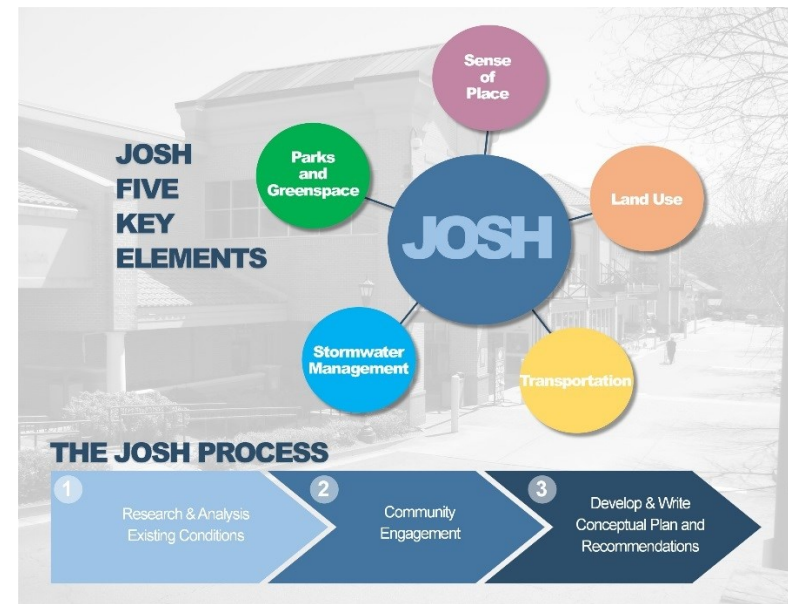 JOSH
FIVE
KEY
ELEMENTS
Sense
of
Place
Parks
and
Greenspace
Land Use
JOSH
Stormwater
Management
Transportation
THE JOSH PROCESS
1
Research & Analysis
Existing Conditions
2
Community
Engagement
3
Develop & Write
Conceptual Plan and
Recommendations